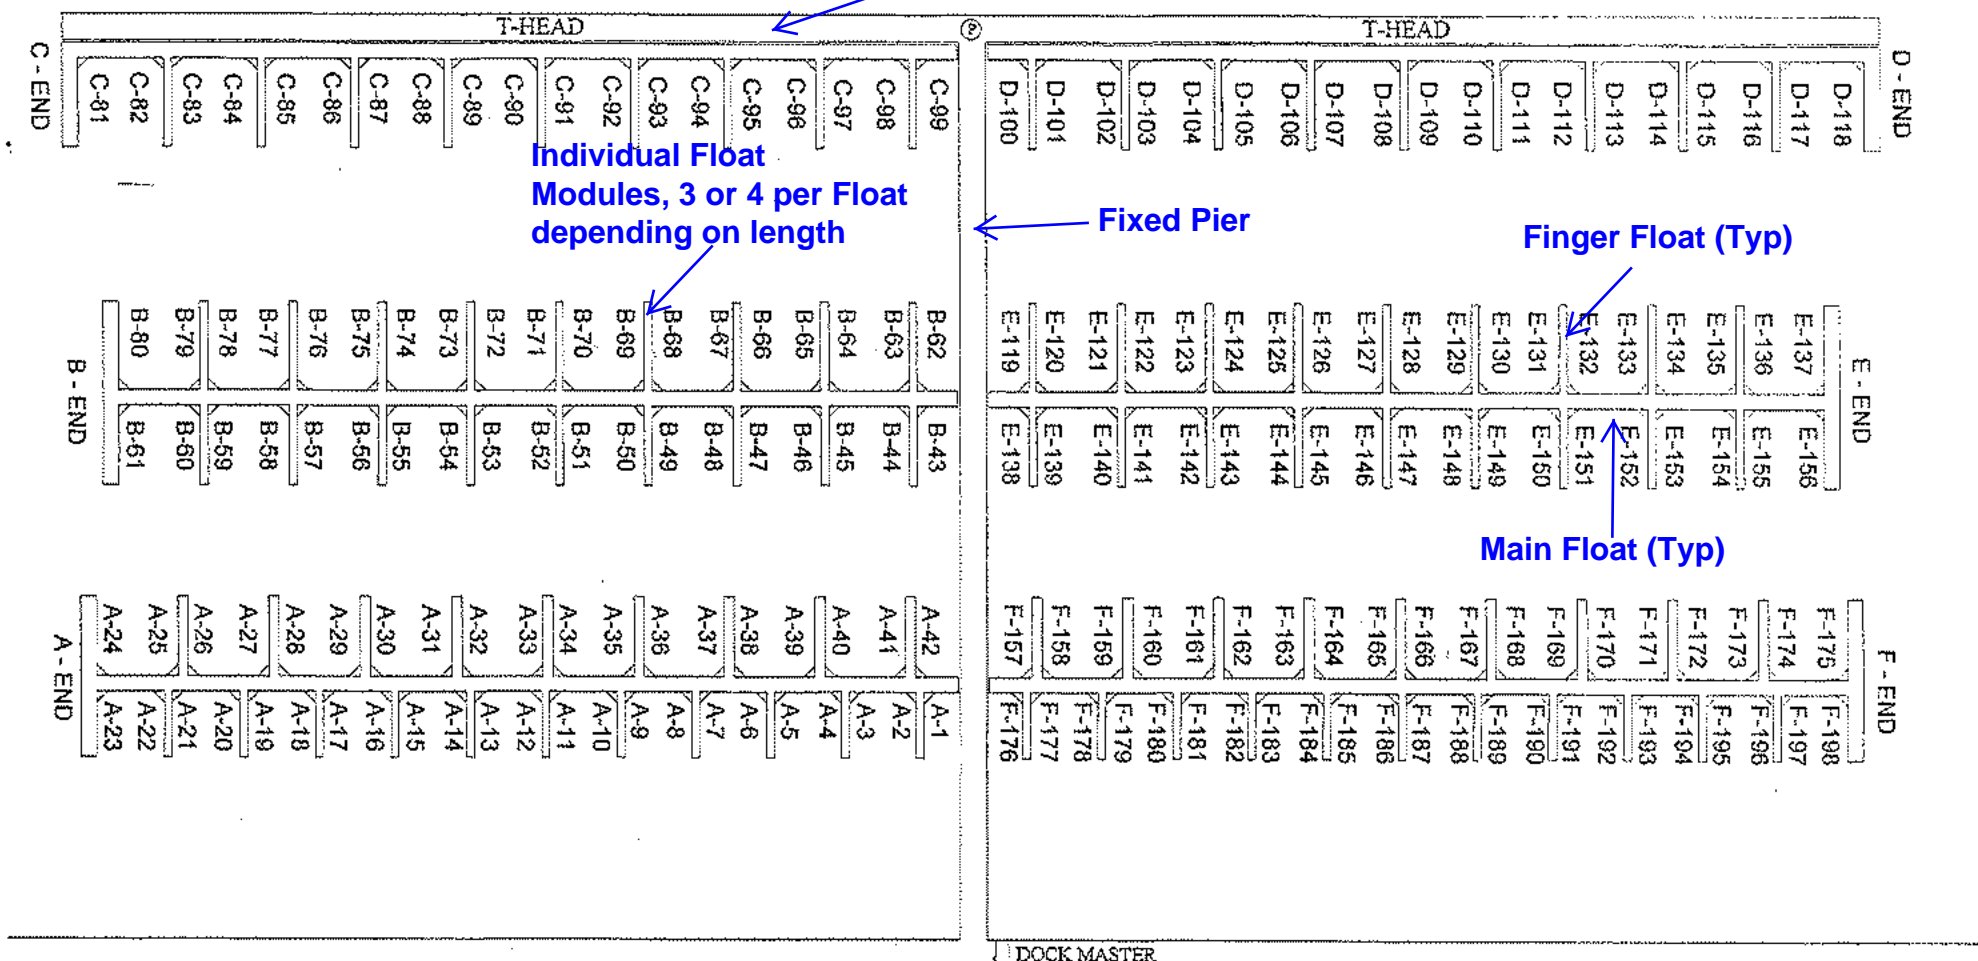 T-HEAD
T-HEAD
P
C - END
C-81
C-82
C-83
C-84
C-85
C-86
C-87
C-88
C-89
C-90
C-91
C-92
C-93
C-94
C-95
C-96
C-97
C-98
C-99
D-100
D-101
D-102
D-103
D-104
D-105
D-106
D-107
D-108
D-109
D-110
D-111
D-112
D-113
D-114
D-115
D-116
D-117
D-118
D - END
Individual Float
Modules, 3 or 4 per Float
depending on length
Fixed Pier
Finger Float (Typ)
B - END
B-80
B-79
B-78
B-77
B-76
B-75
B-74
B-73
B-72
B-71
B-70
B-69
B-68
B-67
B-66
B-65
B-64
B-63
B-62
E-119
E-120
E-121
E-122
E-123
E-124
E-125
E-126
E-127
E-128
E-129
E-130
E-131
E-132
E-133
E-134
E-135
E-136
E-137
E - END
B-61
B-60
B-59
B-58
B-57
B-56
B-55
B-54
B-53
B-52
B-51
B-50
B-49
B-48
B-47
B-46
B-45
B-44
B-43
E-138
E-139
E-140
E-141
E-142
E-143
E-144
E-145
E-146
E-147
E-148
E-149
E-150
E-151
E-152
E-153
E-154
E-155
E-156
Main Float (Typ)
A - END
A-24
A-25
A-26
A-27
A-28
A-29
A-30
A-31
A-32
A-33
A-34
A-35
A-36
A-37
A-38
A-39
A-40
A-41
A-42
F-157
F-158
F-159
F-160
F-161
F-162
F-163
F-164
F-165
F-166
F-167
F-168
F-169
F-170
F-171
F-172
F-173
F-174
F-175
F - END
A-23
A-22
A-21
A-20
A-19
A-18
A-17
A-16
A-15
A-14
A-13
A-12
A-11
A-10
A-9
A-8
A-7
A-6
A-5
A-4
A-3
A-2
A-1
F-176
F-177
F-178
F-179
F-180
F-181
F-182
F-183
F-184
F-185
F-186
F-187
F-188
F-189
F-190
F-191
F-192
F-193
F-194
F-195
F-196
F-197
F-198
DOCK MASTER